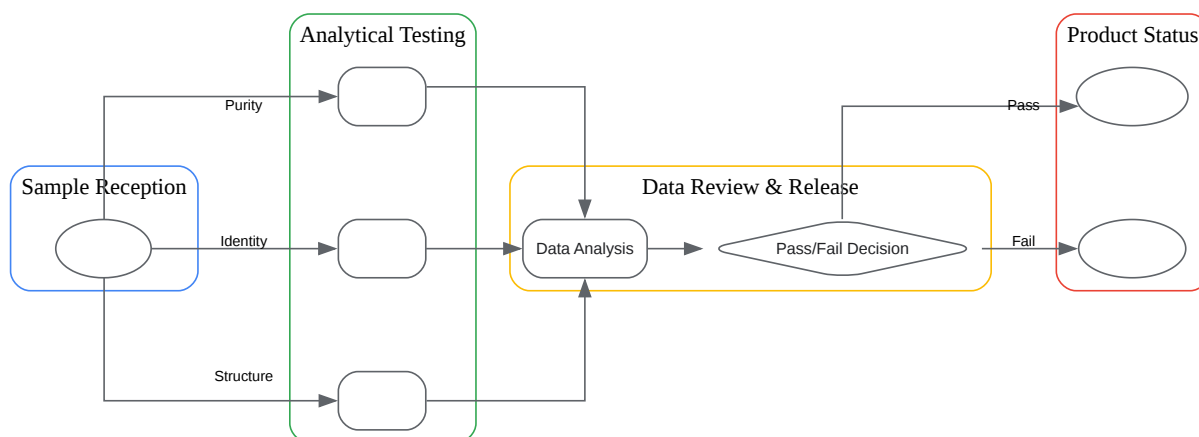 Analytical Testing
Product Status
Purity
Pass
Sample Reception
Data Review & Release
Identity
Data Analysis
Pass/Fail Decision
Fail
Structure